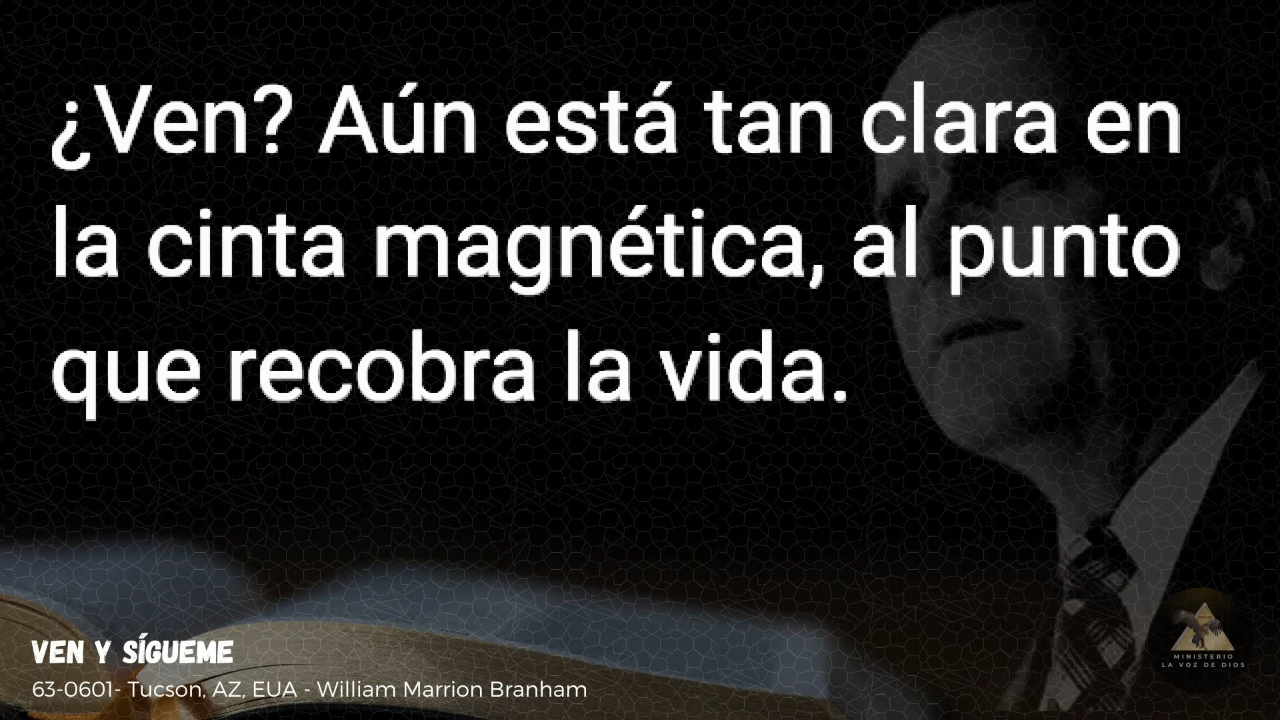 ¿Ven? Aún está tan clara en
la cinta magnética, al punto
que recobra la vida.
VEN Y SÍGUEME
63-0601- Tucson, AZ, EUA - William Marrion Branham
MINISTERIO
LA VOZ DE DIOS